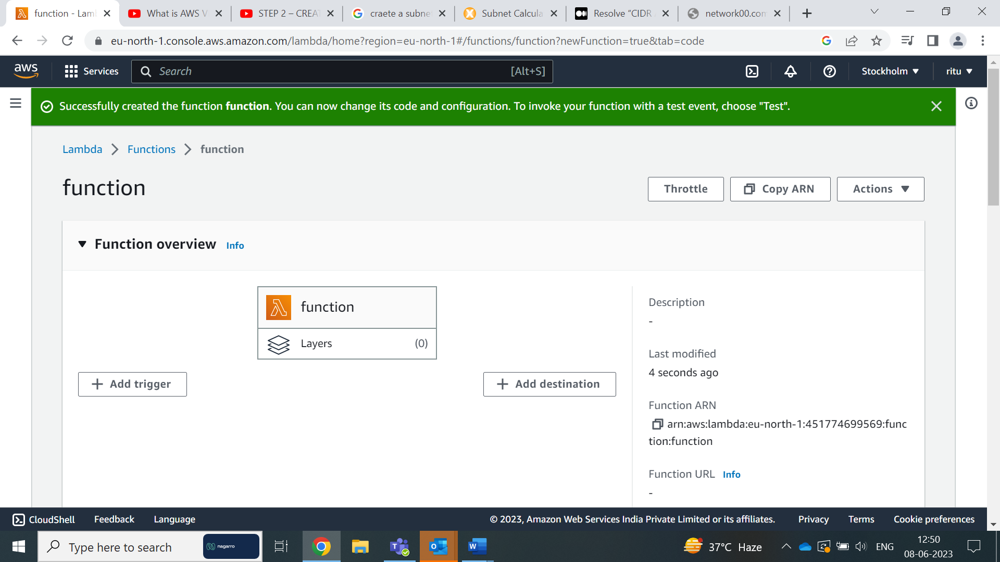 function - Lam
What is AWS V
STEP 2 – CREAT
craete a subne
Subnet Calcula
Resolve “CIDR
network00.com
eu-north-1.console.aws.amazon.com/lambda/home?region=eu-north-1#/functions/function?newFunction=true&tab=code
aws
Services
Search
[Alt+S]
Stockholm
ritu
Successfully created the function function. You can now change its code and configuration. To invoke your function with a test event, choose "Test".
Lambda
Functions
function
function
Throttle
Copy ARN
Actions
Function overview
Info
function
Layers
(0)
Add trigger
Add destination
Description
-
Last modified
4 seconds ago
Function ARN
arn:aws:lambda:eu-north-1:451774699569:func
tion:function
Function URL
Info
-
CloudShell
Feedback
Language
© 2023, Amazon Web Services India Private Limited or its affiliates.
Privacy
Terms
Cookie preferences
Type here to search
nagarro
37°C Haze
ENG
12:50
08-06-2023